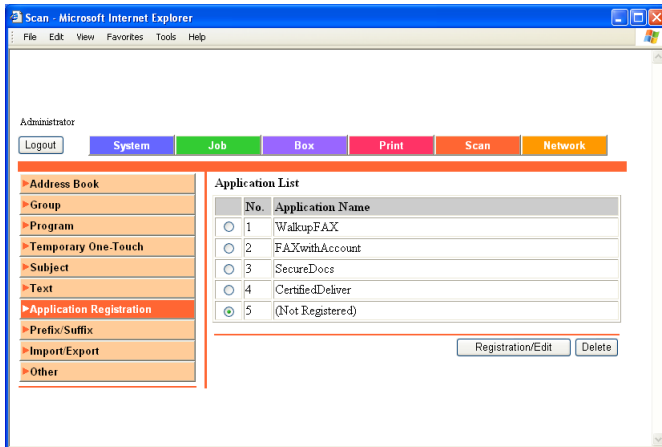 Scan - Microsoft Internet Explorer
File Edit View Favorites Tools Help
Administrator
Logout System Job Box Print Scan Network
Address Book
Group
Program
Temporary One-Touch
Subject
Text
Application Registration
Prefix/Suffix
Import/Export
Other
Application List
No. Application Name
1 WalkupFAX
2 FAXwithAccount
3 SecureDocs
4 CertifiedDeliver
5 (Not Registered)
Registration/Edit Delete